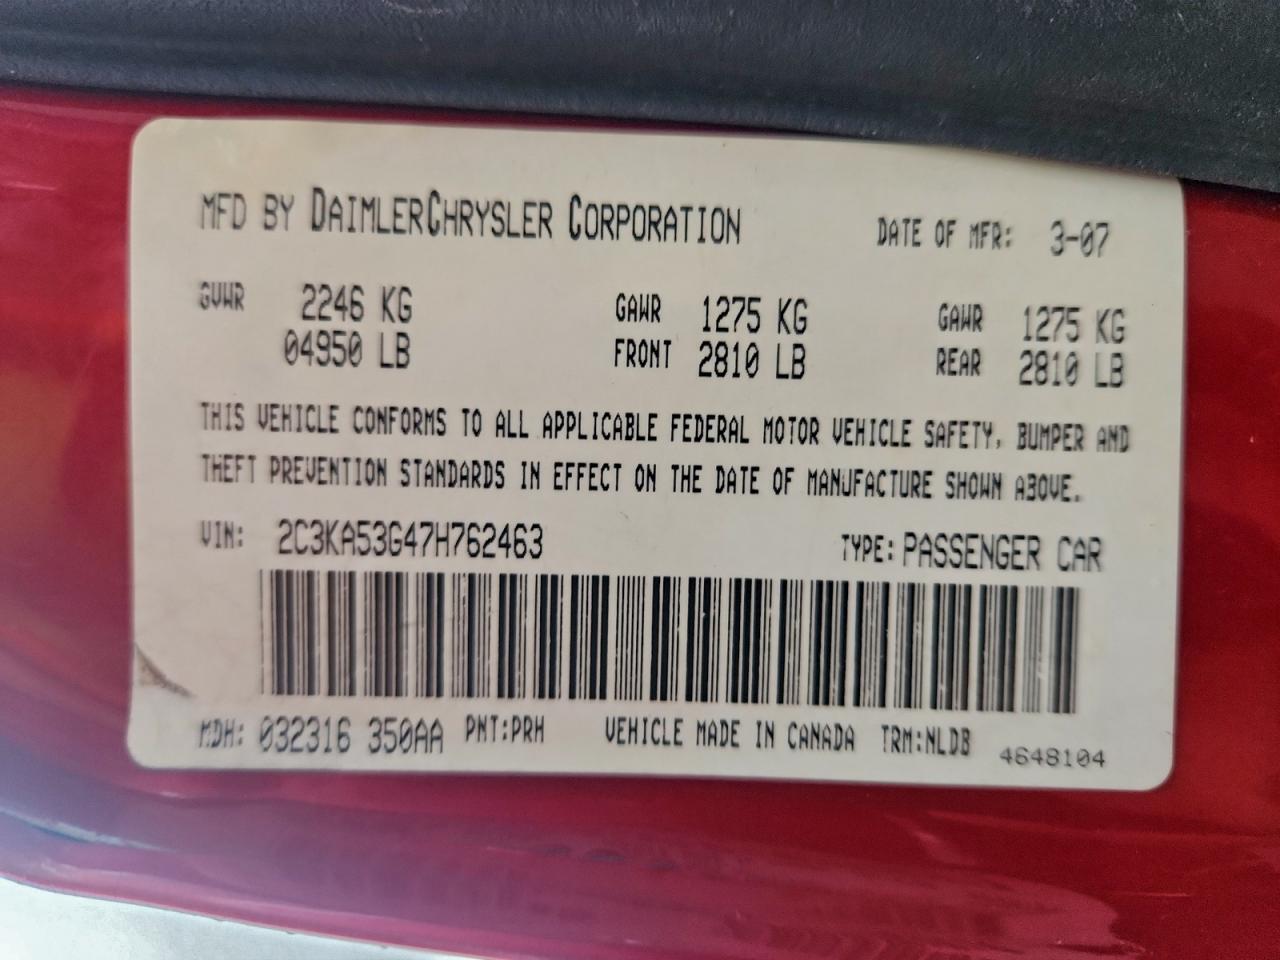 MFD BY DAIMLERCHRYSLER CORPORATION DATE OF MFR: 3-07
GVWR 2246 KG GAWR 1275 KG GAWR 1275 KG
04950 LB FRONT 2810 LB REAR 2810 LB
THIS VEHICLE CONFORMS TO ALL APPLICABLE FEDERAL MOTOR VEHICLE SAFETY, BUMPER AND
THEFT PREVENTION STANDARDS IN EFFECT ON THE DATE OF MANUFACTURE SHOWN ABOVE.
VIN: 2C3KA53G47H762463 TYPE: PASSENGER CAR
MDH: 032316 350AA PNT:PRH VEHICLE MADE IN CANADA TRM:NLDB 4648104